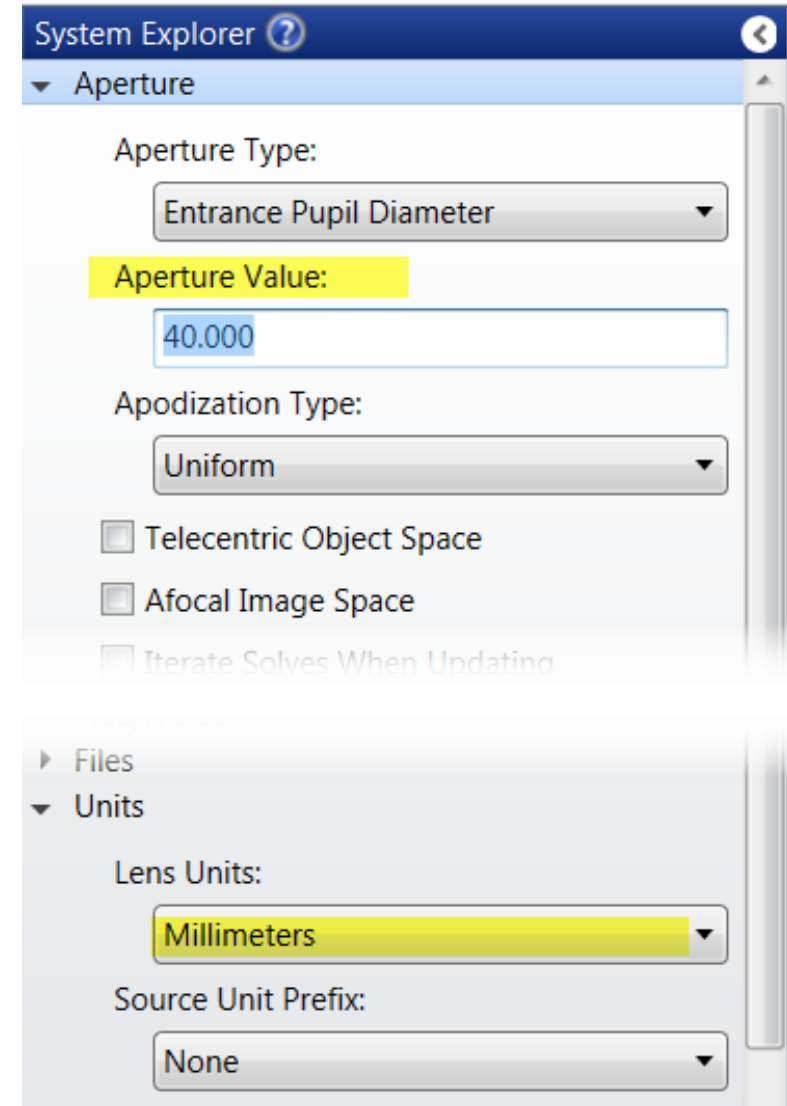 System Explorer ?
Aperture
Aperture Type:
Entrance Pupil Diameter
Aperture Value:
40.000
Apodization Type:
Uniform
Telecentric Object Space
Afocal Image Space
Iterate Solves When Updating
Files
Units
Lens Units:
Millimeters
Source Unit Prefix:
None